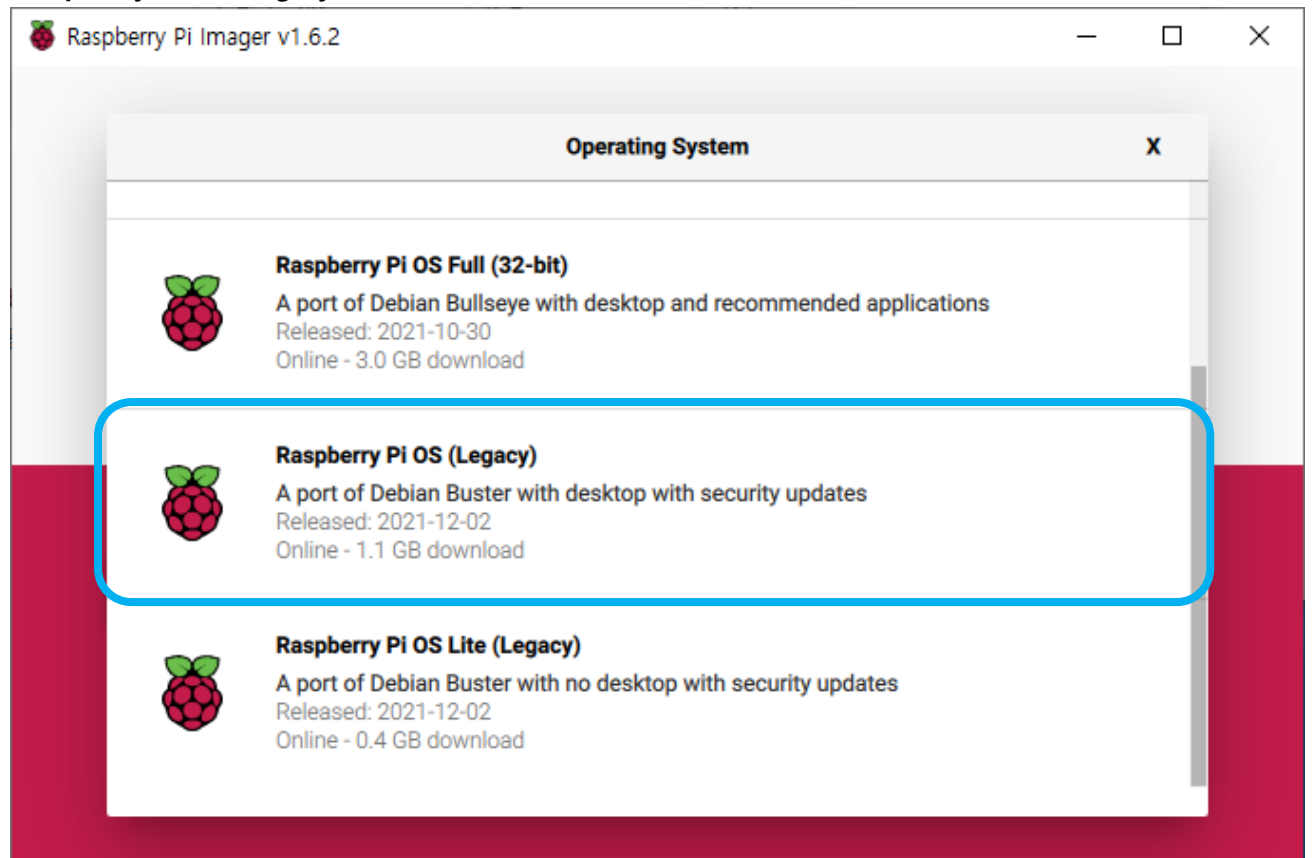 Raspberry Pi Imager v1.6.2
Operating System
X
Raspberry Pi OS Full (32-bit)
A port of Debian Bullseye with desktop and recommended applications
Released: 2021-10-30
Online - 3.0 GB download
Raspberry Pi OS (Legacy)
A port of Debian Buster with desktop with security updates
Released: 2021-12-02
Online - 1.1 GB download
Raspberry Pi OS Lite (Legacy)
A port of Debian Buster with no desktop with security updates
Released: 2021-12-02
Online - 0.4 GB download